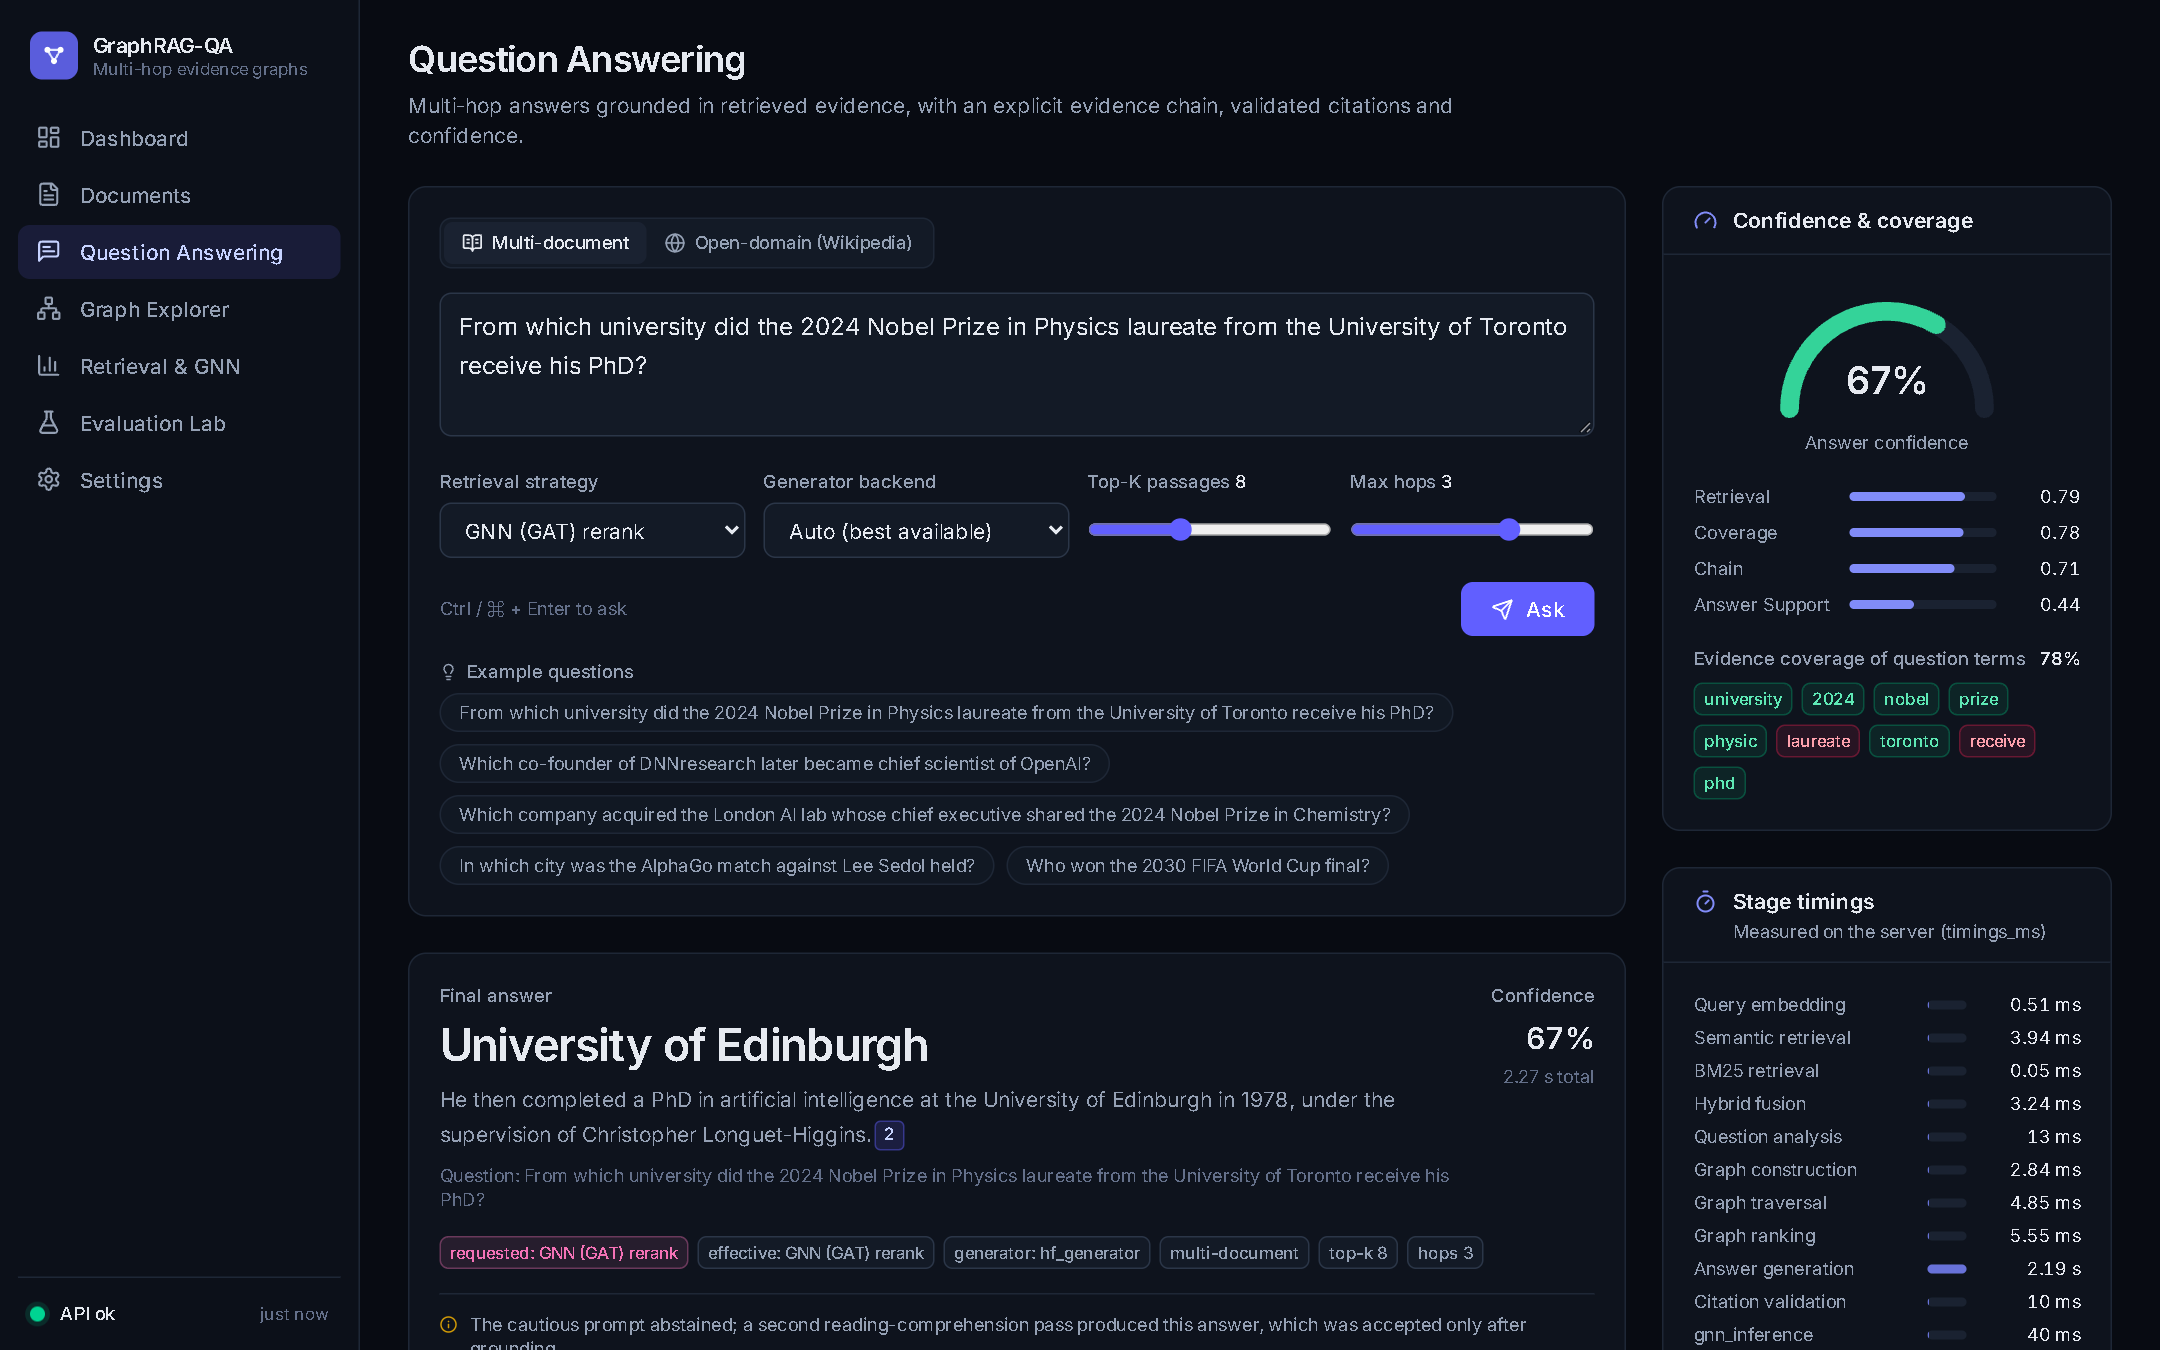 GraphRAG-QA
Multi-hop evidence graphs
Dashboard
Documents
Question Answering
Graph Explorer
Retrieval & GNN
Evaluation Lab
Settings
API ok
just now
Question Answering
Multi-hop answers grounded in retrieved evidence, with an explicit evidence chain, validated citations and
confidence.
Multi-document
Open-domain (Wikipedia)
From which university did the 2024 Nobel Prize in Physics laureate from the University of Toronto
receive his PhD?
Retrieval strategy
Generator backend
Top-K passages 8
Max hops 3
GNN (GAT) rerank
Auto (best available)
Ctrl / ⌘ + Enter to ask
Ask
Example questions
From which university did the 2024 Nobel Prize in Physics laureate from the University of Toronto receive his PhD?
Which co-founder of DNNresearch later became chief scientist of OpenAI?
Which company acquired the London AI lab whose chief executive shared the 2024 Nobel Prize in Chemistry?
In which city was the AlphaGo match against Lee Sedol held?
Who won the 2030 FIFA World Cup final?
Final answer
Confidence
University of Edinburgh
67%
2.27 s total
He then completed a PhD in artificial intelligence at the University of Edinburgh in 1978, under the
supervision of Christopher Longuet-Higgins. 2
Question: From which university did the 2024 Nobel Prize in Physics laureate from the University of Toronto receive his
PhD?
requested: GNN (GAT) rerank
effective: GNN (GAT) rerank
generator: hf_generator
multi-document
top-k 8
hops 3
The cautious prompt abstained; a second reading-comprehension pass produced this answer, which was accepted only after
grounding.
Confidence & coverage
67%
Answer confidence
Retrieval 0.79
Coverage 0.78
Chain 0.71
Answer Support 0.44
Evidence coverage of question terms 78%
university 2024 nobel prize
physic laureate toronto receive
phd
Stage timings
Measured on the server (timings_ms)
Query embedding 0.51 ms
Semantic retrieval 3.94 ms
BM25 retrieval 0.05 ms
Hybrid fusion 3.24 ms
Question analysis 13 ms
Graph construction 2.84 ms
Graph traversal 4.85 ms
Graph ranking 5.55 ms
Answer generation 2.19 s
Citation validation 10 ms
gnn_inference 40 ms